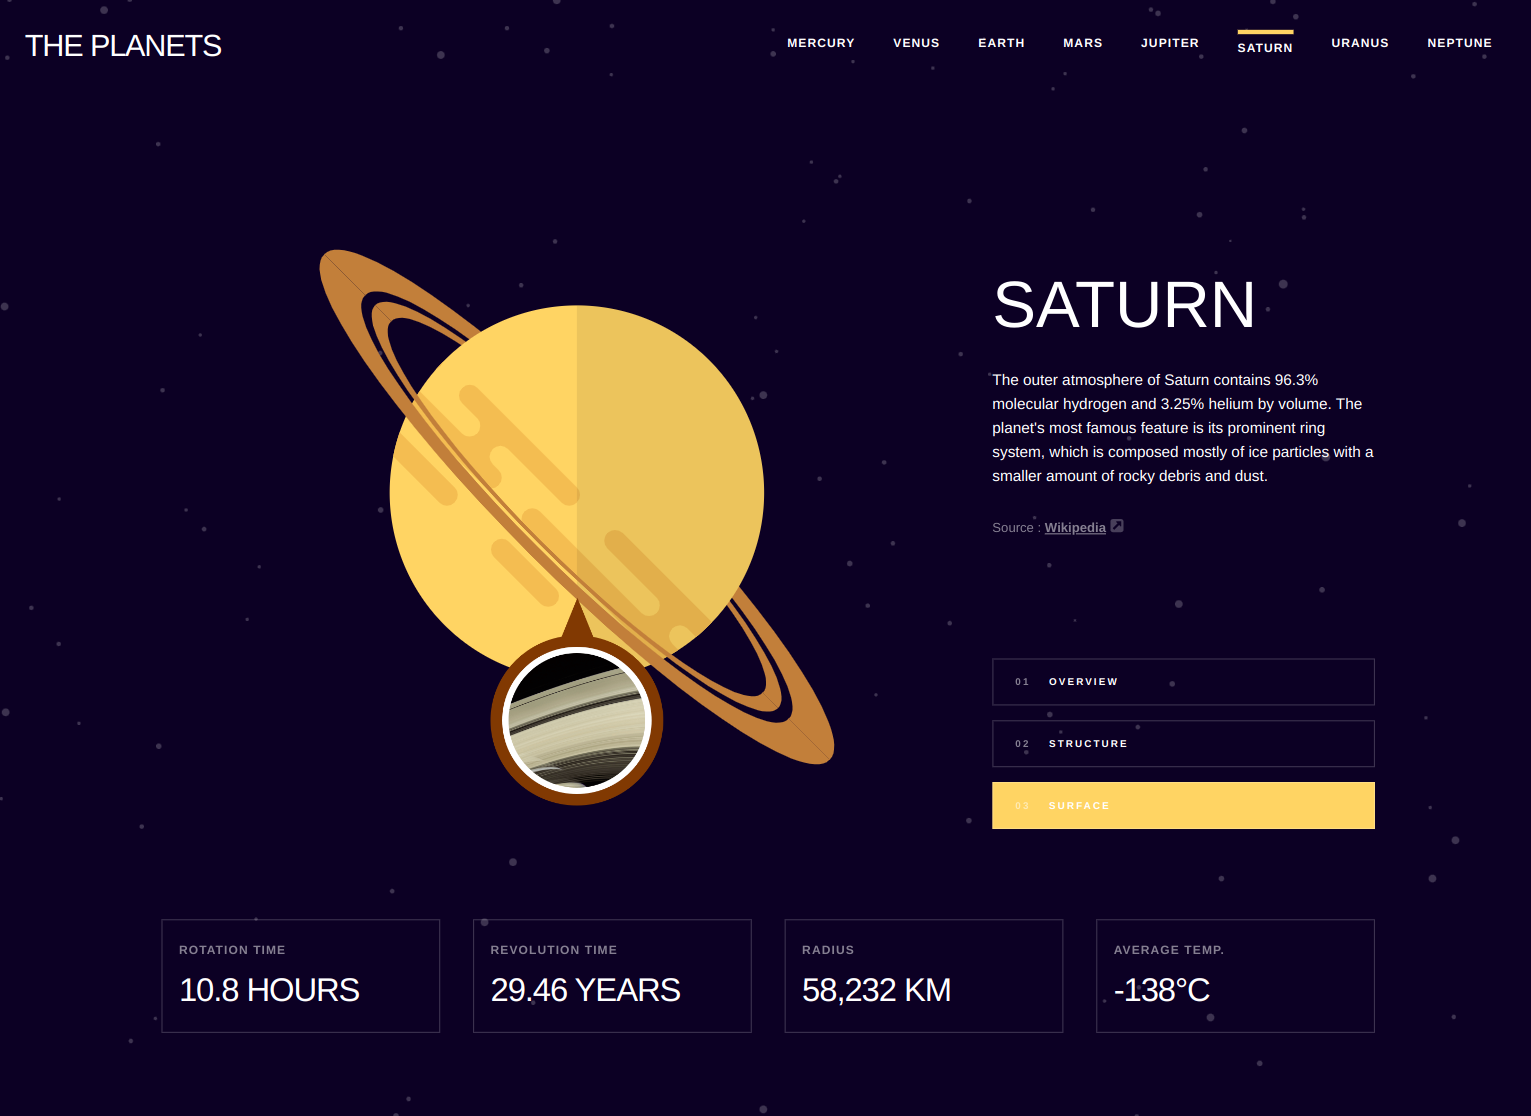 THE PLANETS
MERCURY VENUS EARTH MARS JUPITER SATURN URANUS NEPTUNE
SATURN
The outer atmosphere of Saturn contains 96.3%
molecular hydrogen and 3.25% helium by volume. The
planet's most famous feature is its prominent ring
system, which is composed mostly of ice particles with a
smaller amount of rocky debris and dust.
Source : Wikipedia
01 OVERVIEW
02 STRUCTURE
03 SURFACE
ROTATION TIME
10.8 HOURS
REVOLUTION TIME
29.46 YEARS
RADIUS
58,232 KM
AVERAGE TEMP.
-138°C